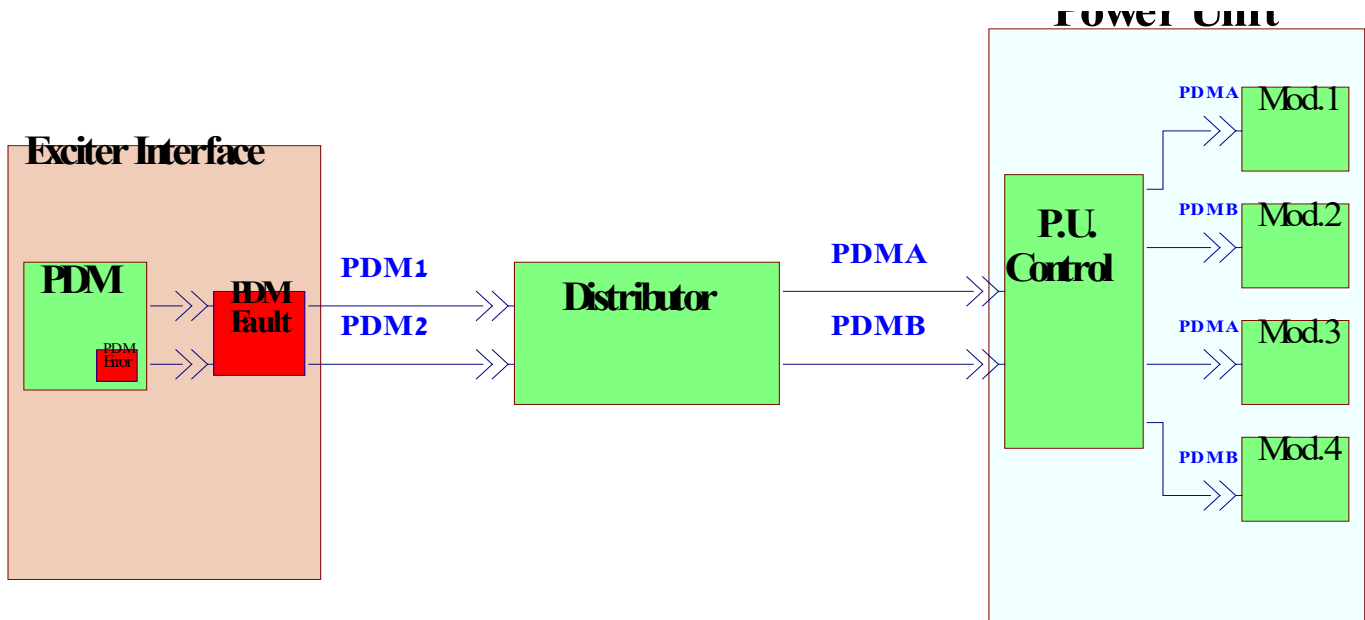 Power Unit
Exciter Interface
PDM
PDM
Error
PDM
Fault
PDM1
PDM2
Distributor
PDMA
PDMB
P.U.
Control
PDMA
Mod.1
PDMB
Mod.2
PDMA
Mod.3
PDMB
Mod.4